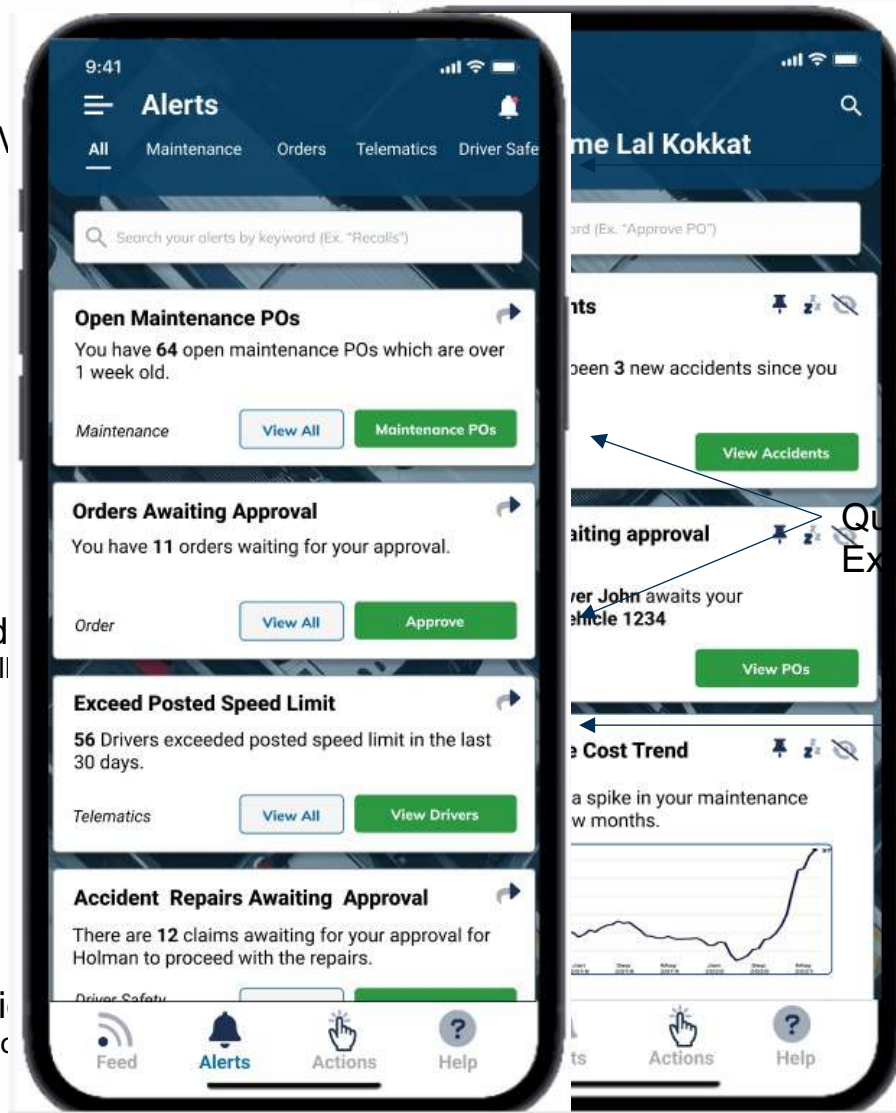 9:41
Alerts
All Maintenance Orders Telematics Driver Safe
Search your alerts by keyword (Ex. "Recalls")
Open Maintenance POs
You have 64 open maintenance POs which are over
1 week old.
Maintenance View All Maintenance POs
Orders Awaiting Approval
You have 11 orders waiting for your approval.
Order View All Approve
Exceed Posted Speed Limit
56 Drivers exceeded posted speed limit in the last
30 days.
Telematics View All View Drivers
Accident Repairs Awaiting Approval
There are 12 claims awaiting for your approval for
Holman to proceed with the repairs.
Driver Safety
Feed Alerts Actions Help
me Lal Kokkat
ord (Ex. "Approve PO")
nts
been 3 new accidents since you
View Accidents
aiting approval
ver John awaits your
ehicle 1234
View POs
e Cost Trend
a spike in your maintenance
w months.
ts Actions Help
Qu
Ex